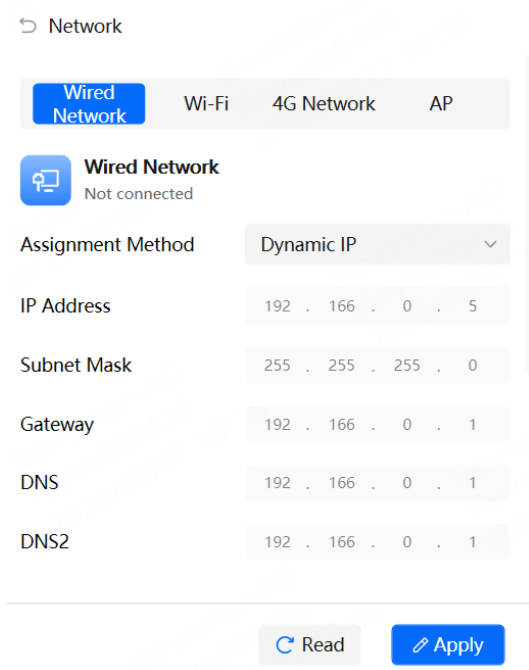 Network
Wired Network
Wi-Fi
4G Network
AP
Wired Network
Not connected
Assignment Method
Dynamic IP
IP Address
192 . 166 . 0 . 5
Subnet Mask
255 . 255 . 255 . 0
Gateway
192 . 166 . 0 . 1
DNS
192 . 166 . 0 . 1
DNS2
192 . 166 . 0 . 1
Read
Apply